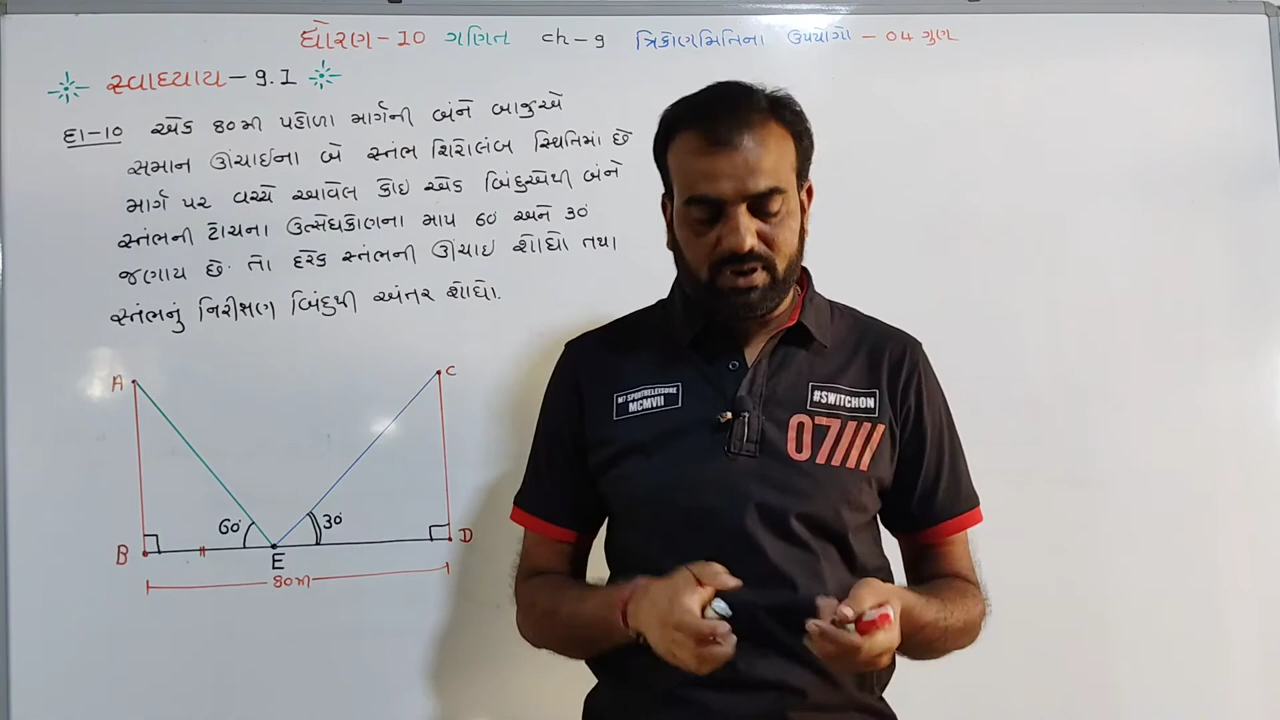 ધોરણ-10 ગણિત ch-9 ત્રિકોણમિતિના ઉપયોગો - 04 ગુણ
સ્વાધ્યાય-9.1
દા-10 એક 80મી પહોળા માર્ગની બંને બાજુએ
સમાન ઊંચાઈના બે સ્તંભ શિરોલંબ સ્થિતિમાં છે
માર્ગ પર વચ્ચે આવેલ કોઇ એક બિંદુએથી બંને
સ્તંભની ટોચના ઉત્સેધકોણના માપ 60° અને 30°
જણાય છે. તો દરેક સ્તંભની ઊંચાઇ શોધો તથા
સ્તંભનું નિરીક્ષણ બિંદુથી અંતર શોધો.
A
C
60°
30°
B
E
D
80મી
M7 SPORTBLEISURE
MCMVII
#SWITCHON
07///